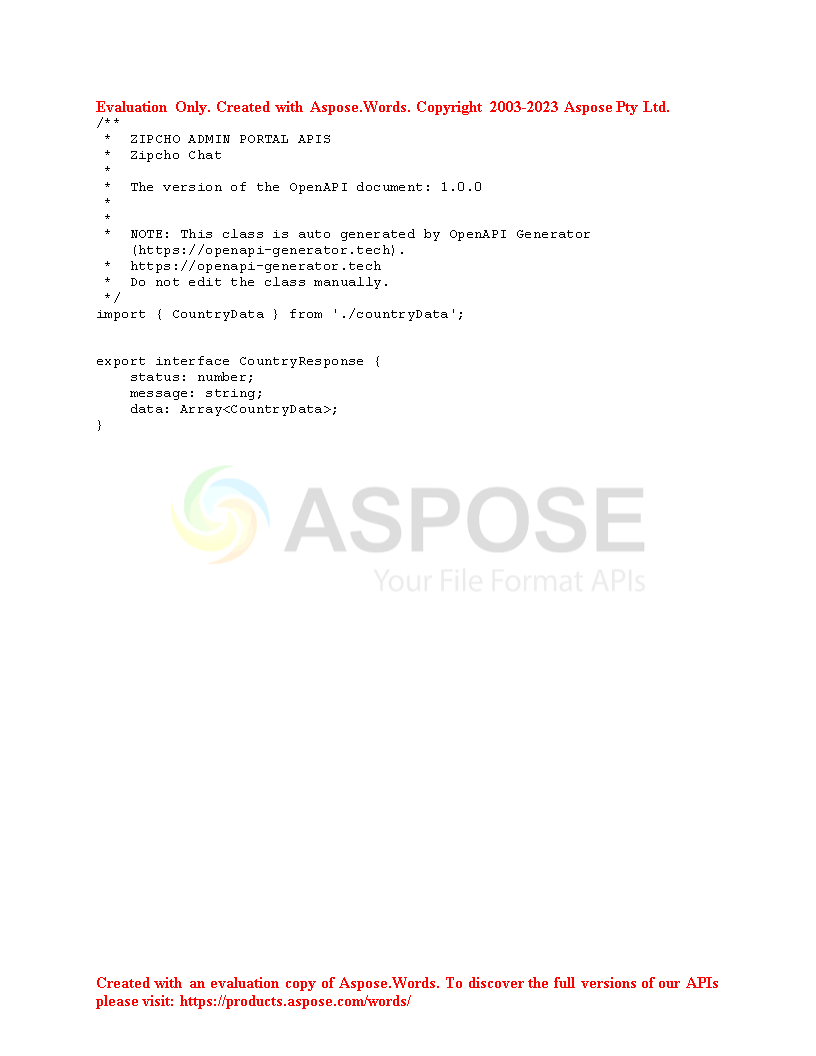 Evaluation Only. Created with Aspose.Words. Copyright 2003-2023 Aspose Pty Ltd.
/**
 *  ZIPCHO ADMIN PORTAL APIS
 *  Zipcho Chat
 *
 *  The version of the OpenAPI document: 1.0.0
 *
 *
 *  NOTE: This class is auto generated by OpenAPI Generator
    (https://openapi-generator.tech).
 *  https://openapi-generator.tech
 *  Do not edit the class manually.
 */
import { CountryData } from './countryData';
export interface CountryResponse {
    status: number;
    message: string;
    data: Array<CountryData>;
}
ASPOSE
Your File Format APIs
Created with an evaluation copy of Aspose.Words. To discover the full versions of our APIs
please visit: https://products.aspose.com/words/